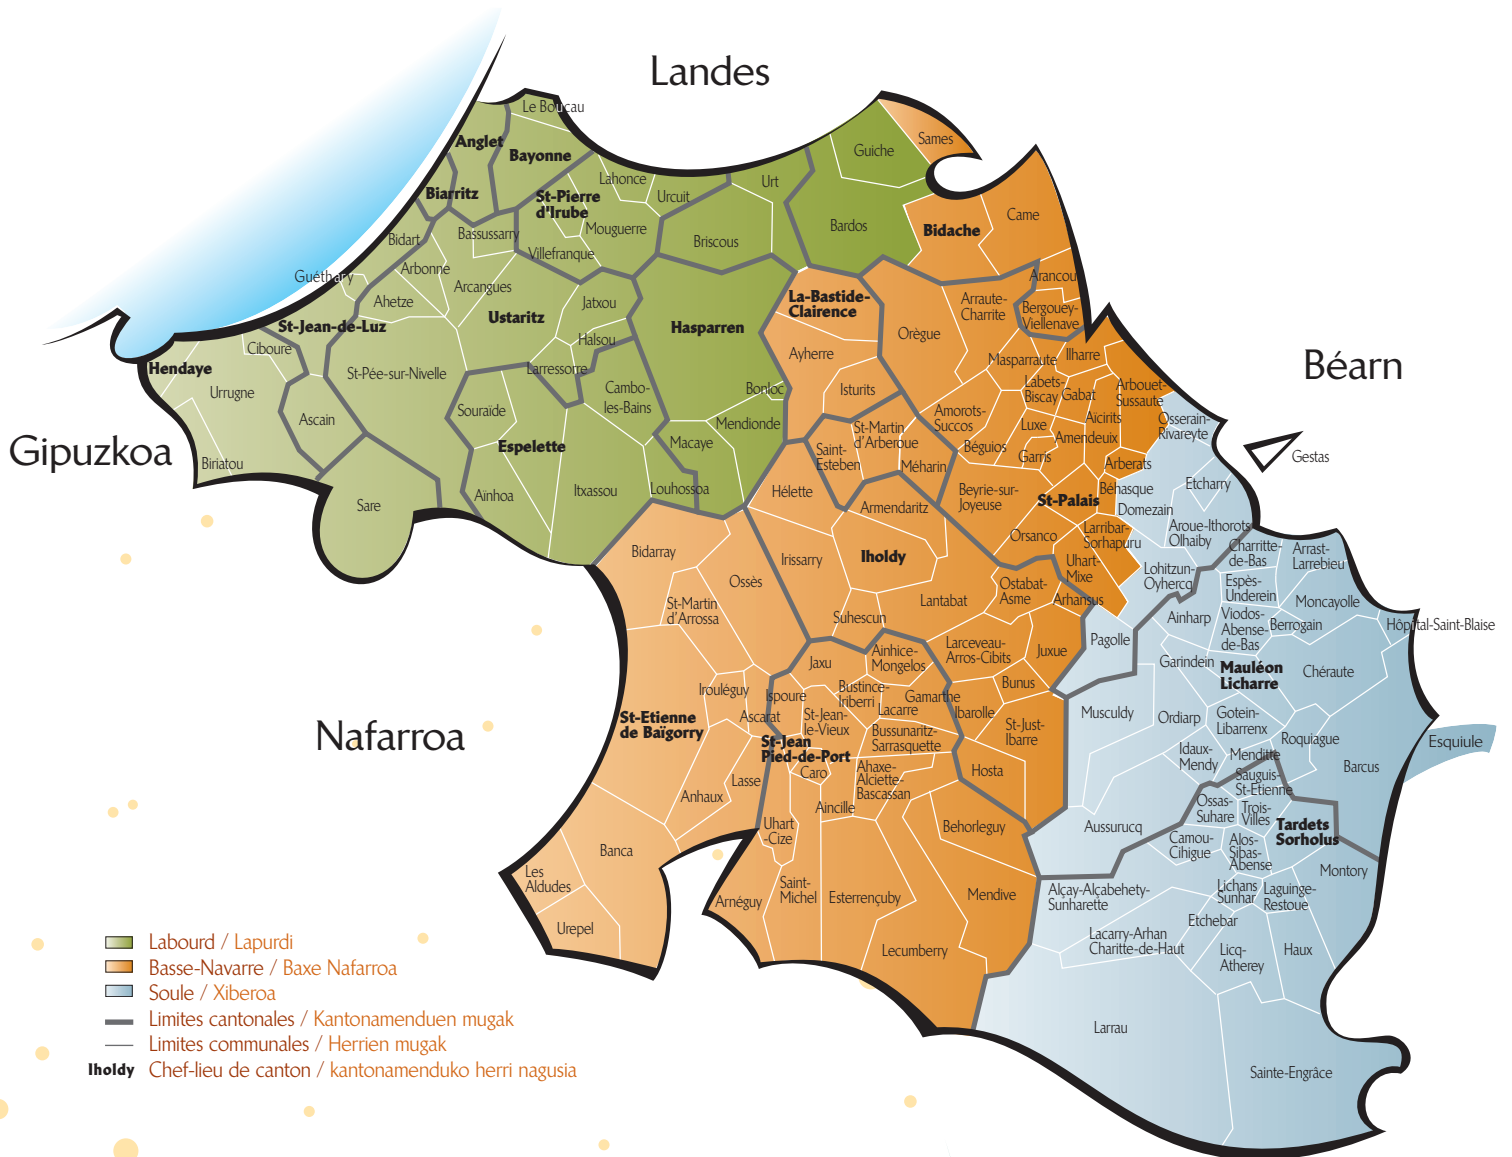 Landes
Le Boucau
Anglet
Bayonne
Guiche
Sames
Biarritz
St-Pierre
d'Irube
Lahonce
Urcuit
Urt
Mouguerre
Briscous
Bardos
Bidache
Came
Bidart
Bassussarry
Villefranque
Guéthary
Arbonne
Arcangues
Ahetze
Jatxou
La-Bastide-
Clairence
Arraute-
Charrite
Arancou
Bergouey-
Viellenave
St-Jean-de-Luz
Ustaritz
Hasparren
Orègue
Ciboure
Halsou
Ayherre
Masparraute
Ilharre
Béarn
Hendaye
Urrugne
St-Pée-sur-Nivelle
Larressorre
Cambo-
les-Bains
Bonloc
Isturits
Labets-
Biscay
Gabat
Arbouet-
Sussaute
Ascain
Souraïde
Mendionde
Amorots-
Succos
Luxe
Aïcirits
Osserain-
Rivareyte
Gipuzkoa
Biriatou
Espelette
Macaye
Saint-
Esteben
St-Martin
d'Arberoue
Méharin
Béguios
Garris
Amendeuix
Arberats
Gestas
Sare
Aïnhoa
Itxassou
Louhossoa
Hélette
Armendaritz
Beyrie-sur-
Joyeuse
St-Palais
Béhasque
Etcharry
Domezain
Bidarray
Irissarry
Iholdy
Orsanco
Larribar-
Sorhapuru
Aroue-Ithorots
Olhaiby
Charritte-
de-Bas
Arrast-
Larrebieu
Ossès
Uhart-
Mixe
Lohitzun-
Oyhercq
Espès-
Underein
St-Martin
d'Arrossa
Suhescun
Lantabat
Ostabat-
Asme
Arhansus
Moncayolle
Ainharp
Viodos-
Abense-
de-Bas
Berrogain
Hôpital-Saint-Blaise
Jaxu
Ainhice-
Mongelos
Larceveau-
Arros-Cibits
Juxue
Pagolle
Garindein
Mauléon
Licharre
Chéraute
Irouléguy
Ispoure
Bustince-
Iriberri
Gamarthe
Bunus
Lacarre
Ibarolle
Musculdy
Ordiarp
Gotein-
Libarrenx
Nafarroa
St-Etienne
de Baïgorry
Ascarat
St-Jean-
le-Vieux
Bussunaritz-
Sarrasquette
St-Just-
Ibarre
Roquiague
Esquiule
St-Jean
Pied-de-Port
Idaux-
Mendy
Menditte
Barcus
Lasse
Caro
Ahaxe-
Alciette-
Bascassan
Hosta
Sauguis-
St-Etienne
Anhaux
Aincille
Ossas-
Suhare
Trois-
Villes
Uhart
-Cize
Behorleguy
Aussurucq
Tardets
Sorholus
Banca
Camou-
Cihigue
Alos-
Sibas-
Abense
Montory
Les
Aldudes
Saint-
Michel
Esterrençuby
Mendive
Alçay-Alçabehety-
Sunharette
Lichans
Sunhar
Laguinge-
Restoue
Arnéguy
Urepel
Etchebar
Lacarry-Arhan
Charitte-de-Haut
Lecumberry
Licq-
Atherey
Haux
Larrau
Sainte-Engrâce
Labourd / Lapurdi
Basse-Navarre / Baxe Nafarroa
Soule / Xiberoa
Limites cantonales / Kantonamenduen mugak
Limites communales / Herrien mugak
Iholdy Chef-lieu de canton / kantonamenduko herri nagusia